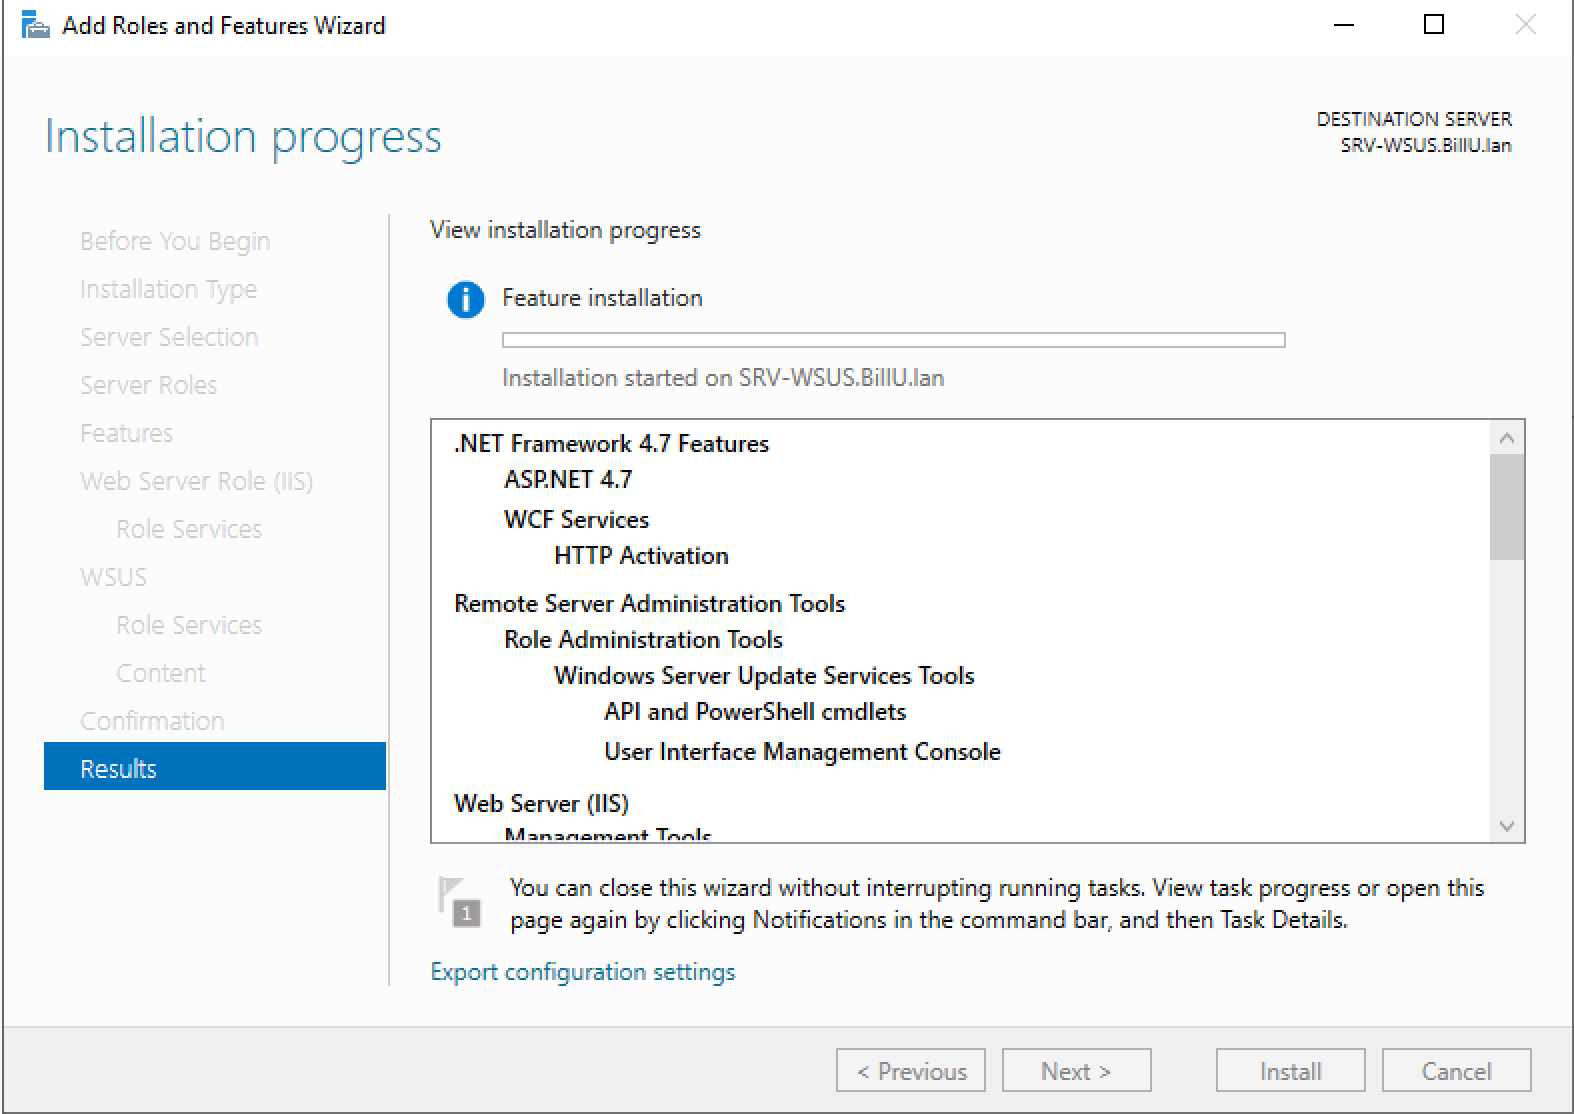 Add Roles and Features Wizard
Installation progress
DESTINATION SERVER
SRV-WSUS.BillU.lan
Before You Begin
Installation Type
Server Selection
Server Roles
Features
Web Server Role (IIS)
Role Services
WSUS
Role Services
Content
Confirmation
Results
View installation progress
Feature installation
Installation started on SRV-WSUS.BillU.lan
.NET Framework 4.7 Features
ASP.NET 4.7
WCF Services
HTTP Activation
Remote Server Administration Tools
Role Administration Tools
Windows Server Update Services Tools
API and PowerShell cmdlets
User Interface Management Console
Web Server (IIS)
Management Tools
1
You can close this wizard without interrupting running tasks. View task progress or open this
page again by clicking Notifications in the command bar, and then Task Details.
Export configuration settings
< Previous
Next >
Install
Cancel